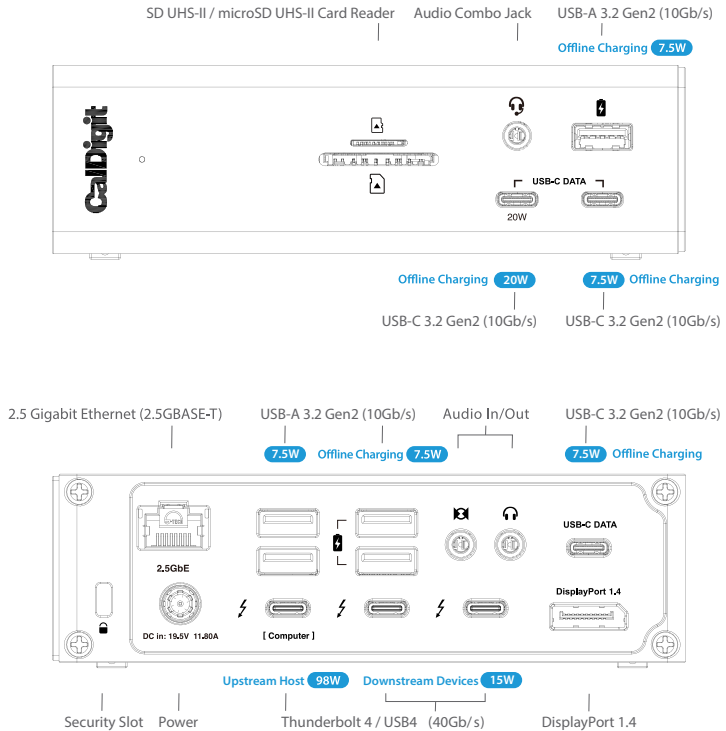 SD UHS-II / microSD UHS-II Card Reader
Audio Combo Jack
USB-A 3.2 Gen2 (10Gb/s)
Offline Charging 7.5W
CalDigit
USB-C DATA
20W
Offline Charging 20W
7.5W Offline Charging
USB-C 3.2 Gen2 (10Gb/s)
USB-C 3.2 Gen2 (10Gb/s)
2.5 Gigabit Ethernet (2.5GBASE-T)
USB-A 3.2 Gen2 (10Gb/s)
Audio In/Out
USB-C 3.2 Gen2 (10Gb/s)
7.5W
Offline Charging 7.5W
7.5W Offline Charging
USB-C DATA
2.5GbE
DisplayPort 1.4
DC in: 19.5V 11.80A
[ Computer ]
Upstream Host 98W
Downstream Devices 15W
Security Slot
Power
Thunderbolt 4 / USB4 (40Gb/s)
DisplayPort 1.4